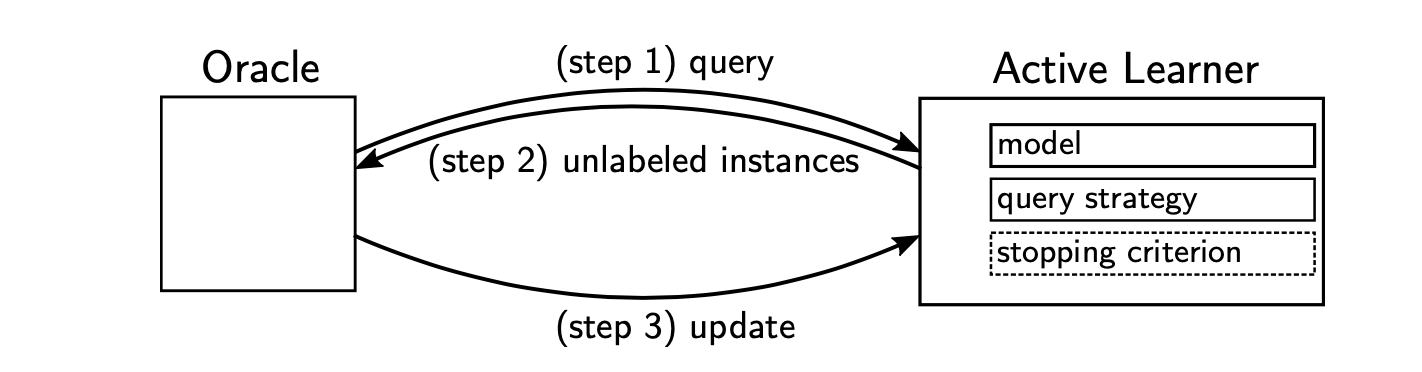 Oracle
(step 1) query
Active Learner
model
(step 2) unlabeled instances
query strategy
stopping criterion
(step 3) update